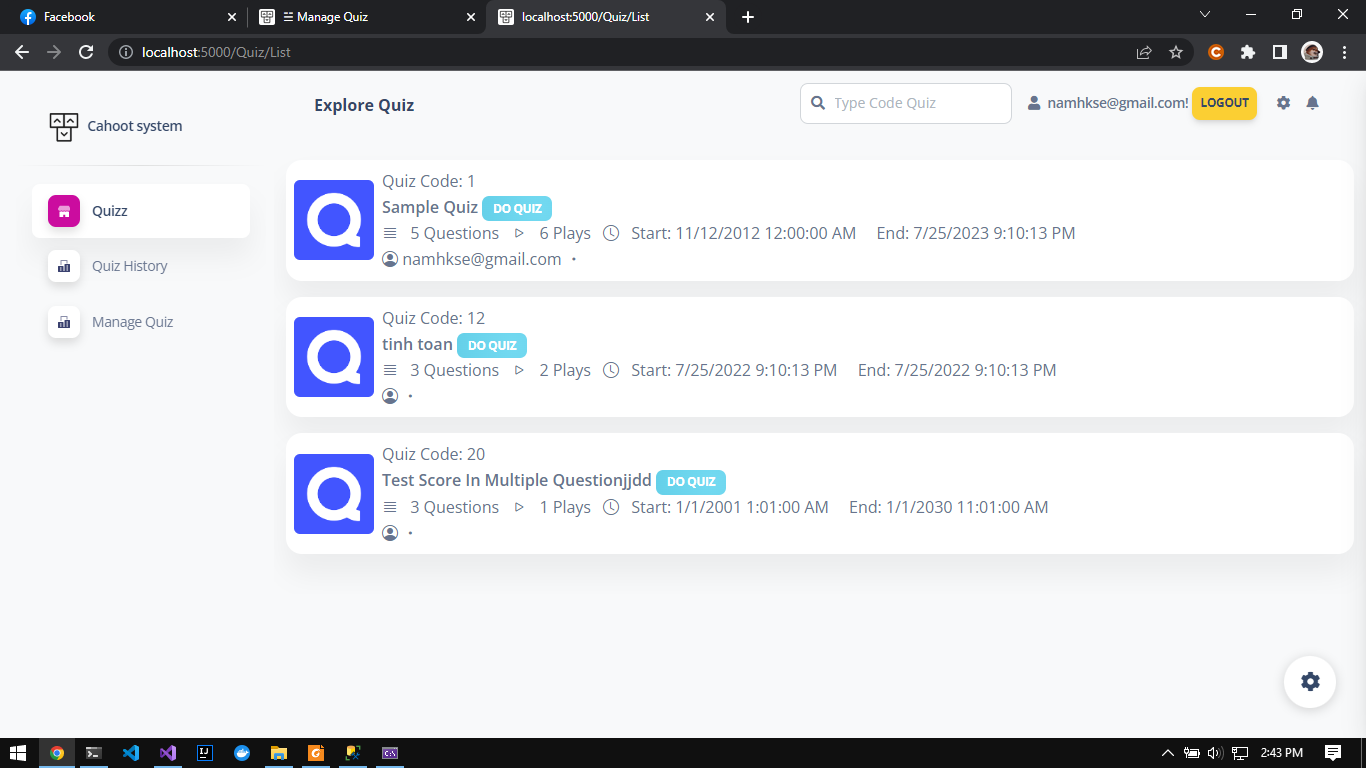 Facebook
☰ Manage Quiz
localhost:5000/Quiz/List
localhost:5000/Quiz/List
Cahoot system
Explore Quiz
Type Code Quiz
namhkse@gmail.com!
LOGOUT
Quizz
Quiz History
Manage Quiz
Quiz Code: 1
Sample Quiz DO QUIZ
5 Questions 6 Plays Start: 11/12/2012 12:00:00 AM End: 7/25/2023 9:10:13 PM
namhkse@gmail.com •
Quiz Code: 12
tinh toan DO QUIZ
3 Questions 2 Plays Start: 7/25/2022 9:10:13 PM End: 7/25/2022 9:10:13 PM
•
Quiz Code: 20
Test Score In Multiple Questionjjdd DO QUIZ
3 Questions 1 Plays Start: 1/1/2001 1:01:00 AM End: 1/1/2030 11:01:00 AM
•
2:43 PM